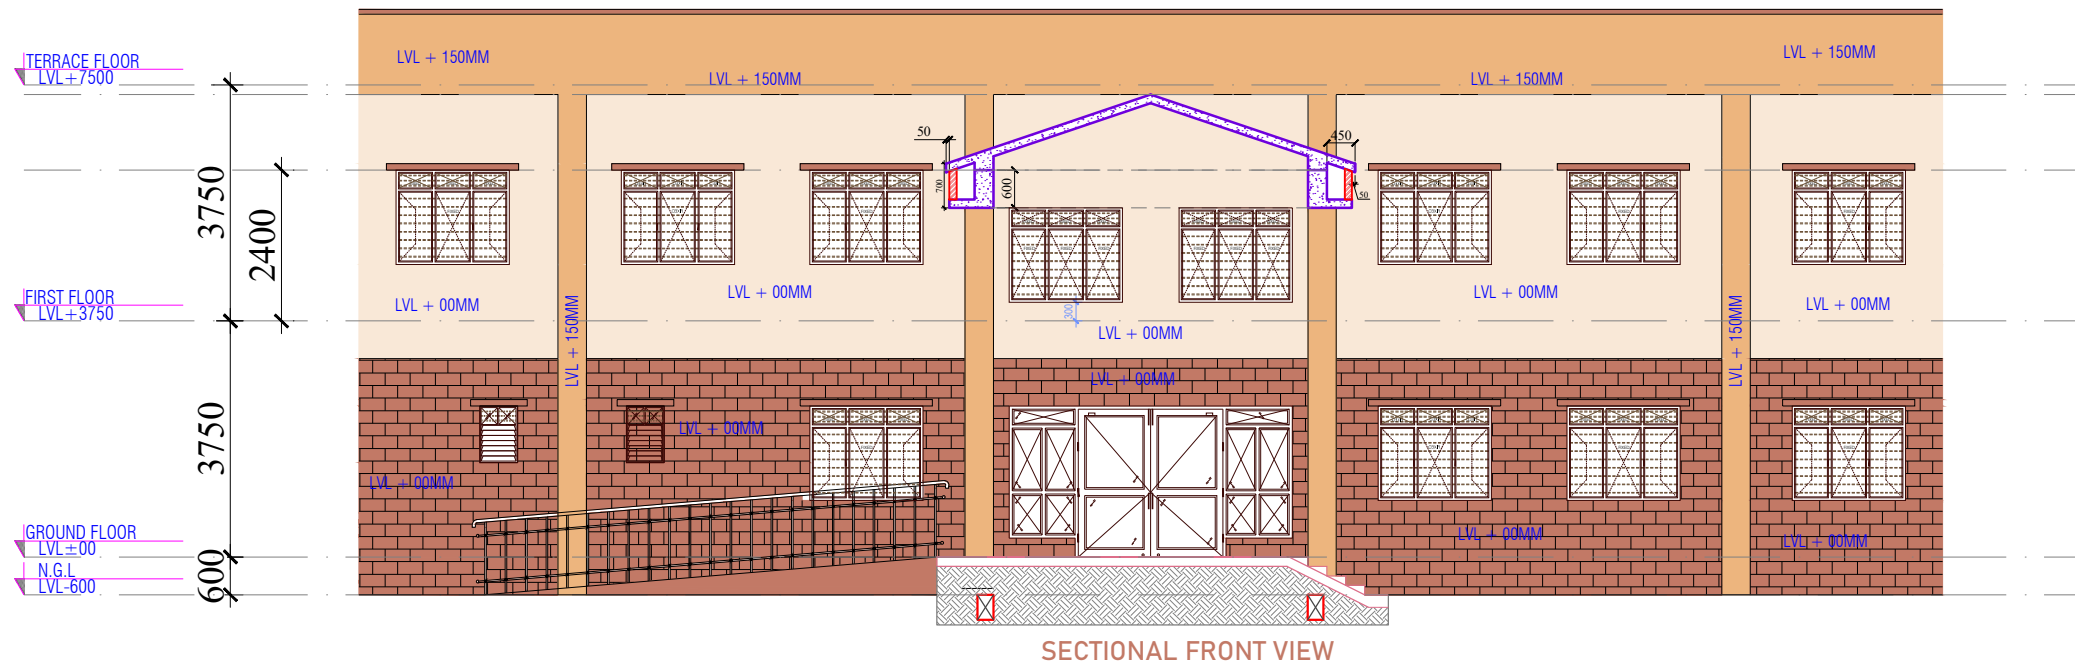 LVL + 150MM
LVL + 150MM
TERRACE FLOOR
LVL+7500
LVL + 150MM
LVL + 150MM
50
450
3750
2400
700
600
50
FIRST FLOOR
LVL+3750
LVL + 00MM
LVL + 00MM
LVL + 00MM
LVL + 00MM
300
LVL + 00MM
LVL + 150MM
LVL + 150MM
LVL + 00MM
3750
LVL + 00MM
LVL + 00MM
GROUND FLOOR
LVL±00
LVL + 00MM
LVL + 00MM
N.G.L
LVL-600
600
SECTIONAL FRONT VIEW